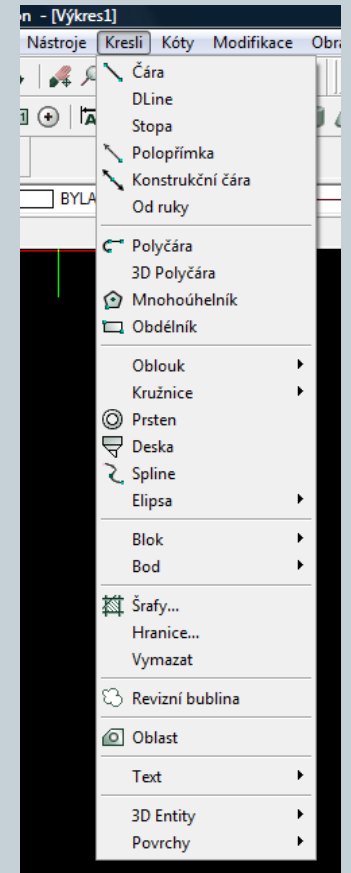 on - [Výkres1]
Nástroje Kresli Kóty Modifikace
BYLA
Čára
DLine
Stopa
Polopřímka
Konstrukční čára
Od ruky
Polyčára
3D Polyčára
Mnohoúhelník
Obdélník
Oblouk
Kružnice
Prsten
Deska
Spline
Elipsa
Blok
Bod
Šrafy...
Hranice...
Vymazat
Revizní bublina
Oblast
Text
3D Entity
Povrchy